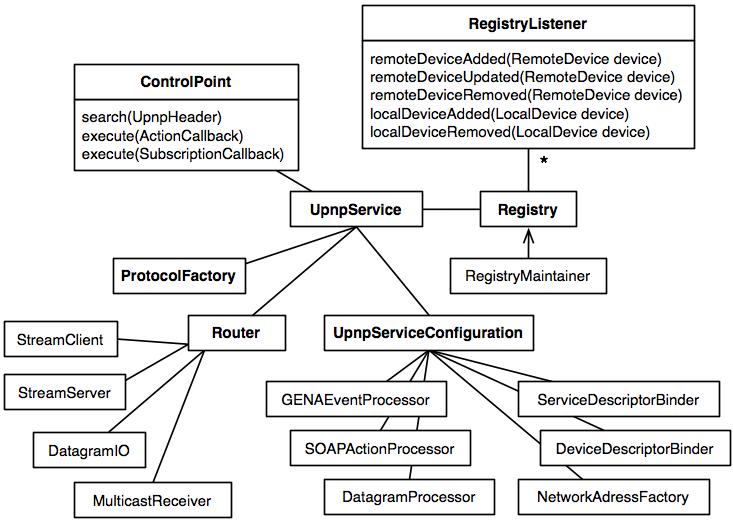 RegistryListener
remoteDeviceAdded(RemoteDevice device)
remoteDeviceUpdated(RemoteDevice device)
remoteDeviceRemoved(RemoteDevice device)
localDeviceAdded(LocalDevice device)
localDeviceRemoved(LocalDevice device)
ControlPoint
search(UpnpHeader)
execute(ActionCallback)
execute(SubscriptionCallback)
*
UpnpService
Registry
ProtocolFactory
RegistryMaintainer
Router
UpnpServiceConfiguration
StreamClient
StreamServer
DatagramIO
MulticastReceiver
GENAEventProcessor
SOAPActionProcessor
DatagramProcessor
ServiceDescriptorBinder
DeviceDescriptorBinder
NetworkAdressFactory